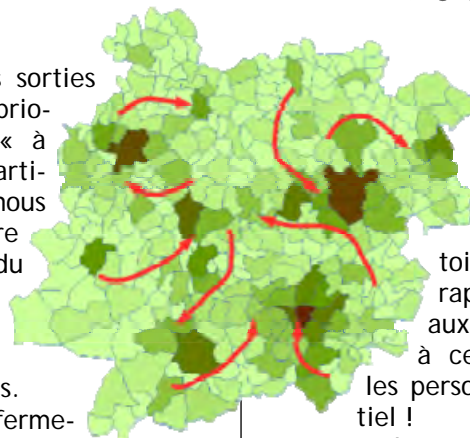 s sorties
prio-
« à
arti-
nous
re
du
s.
ferme-
toi
rap
aux
à ce
les perso
tiel !